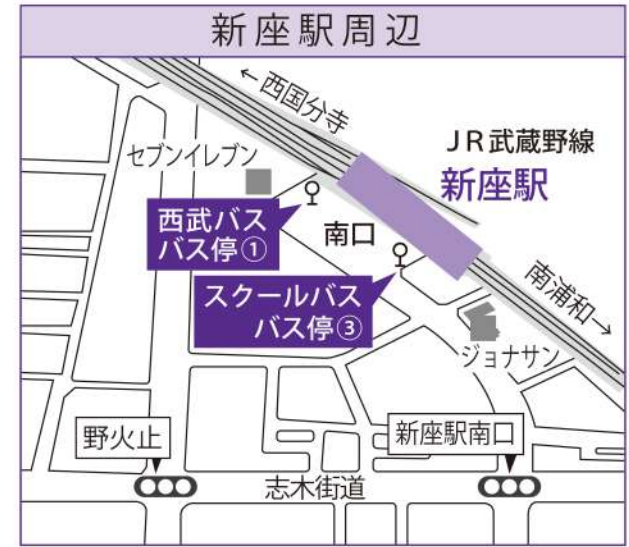 新座駅周辺
←西国分寺
セブンイレブン
JR武蔵野線
新座駅
西武バス
バス停①
南口
スクールバス
バス停③
南浦和→
ジョナサン
野火止
新座駅南口
志木街道